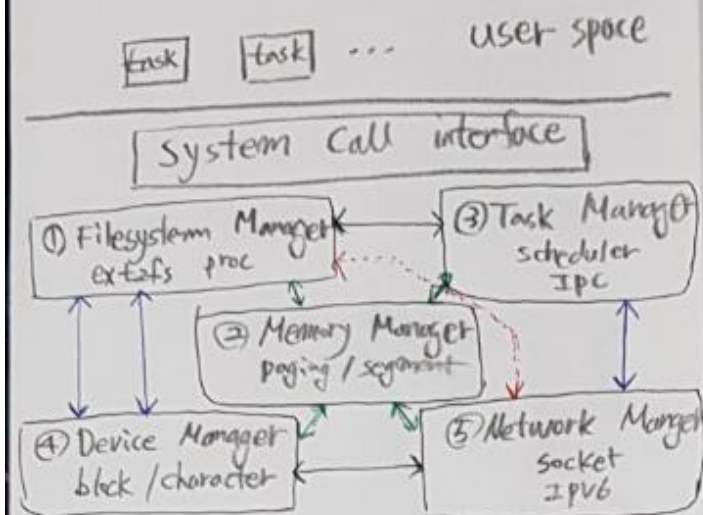 task task ... user space
System Call interface
① Filesystem Manager
ext2fs proc
③ Task Manager
scheduler
IPC
② Memory Manager
paging / segment
④ Device Manager
block / character
⑤ Network Manger
socket
IPV6